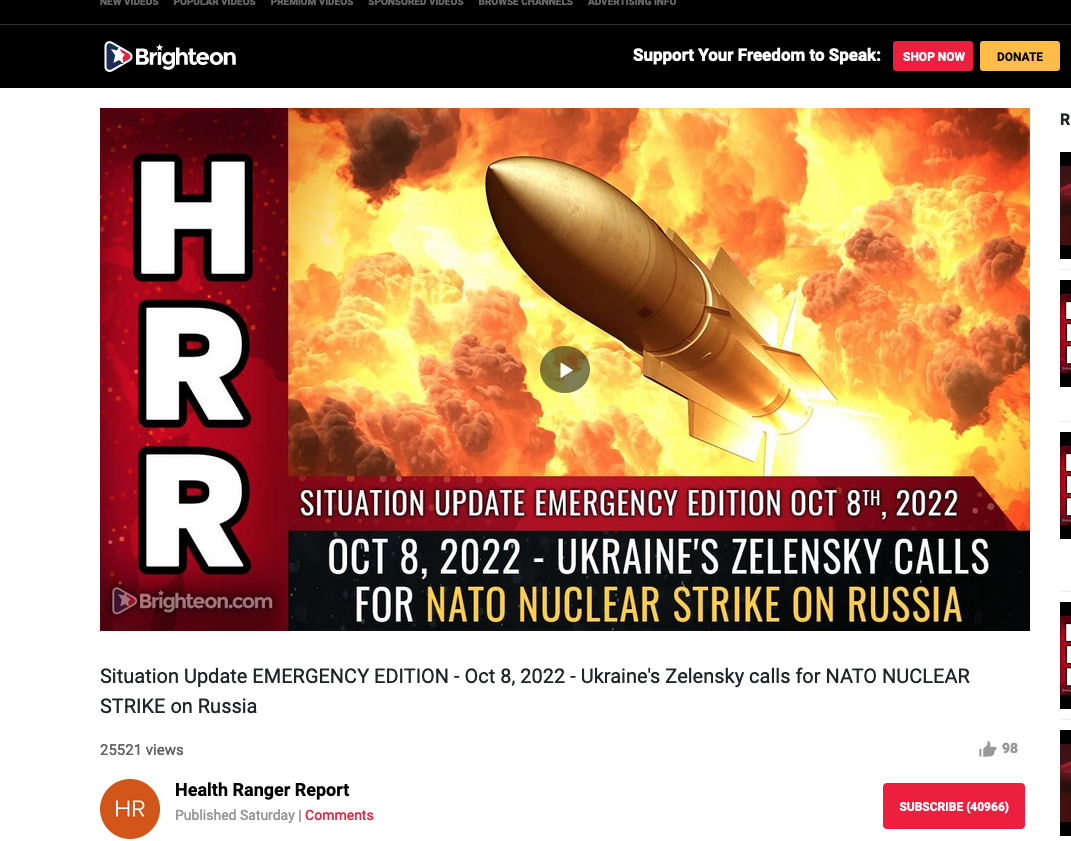 NEW VIDEOS POPULAR VIDEOS PREMIUM VIDEOS SPONSORED VIDEOS BROWSE CHANNELS ADVERTISING INFO
Brighteon
Support Your Freedom to Speak:
SHOP NOW
DONATE
R
HRR
Brighteon.com
SITUATION UPDATE EMERGENCY EDITION OCT 8TH, 2022
OCT 8, 2022 - UKRAINE'S ZELENSKY CALLS
FOR NATO NUCLEAR STRIKE ON RUSSIA
Situation Update EMERGENCY EDITION - Oct 8, 2022 - Ukraine's Zelensky calls for NATO NUCLEAR
STRIKE on Russia
25521 views
98
HR
Health Ranger Report
Published Saturday | Comments
SUBSCRIBE (40966)